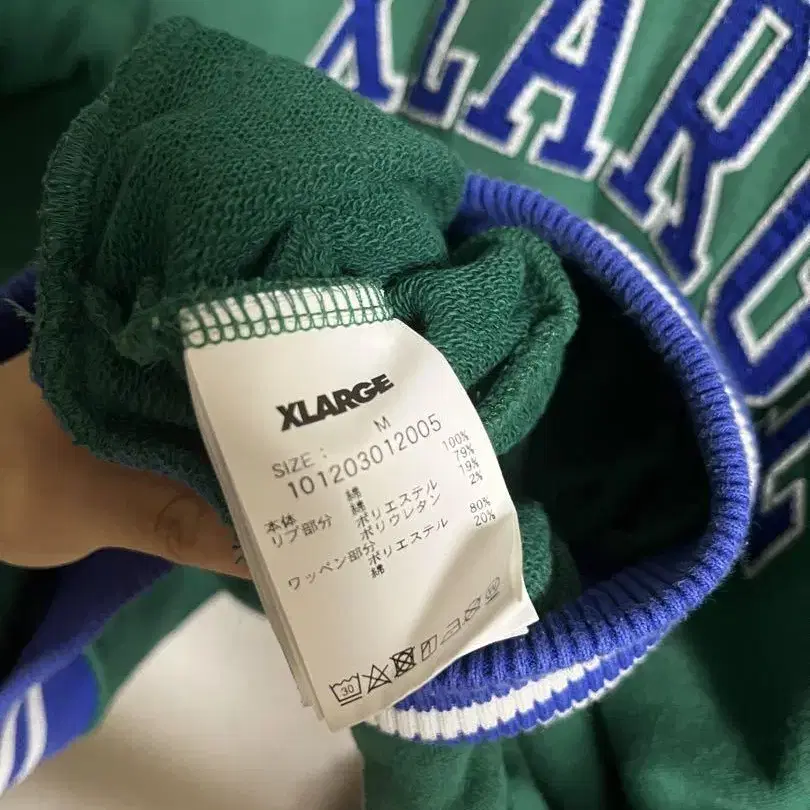 XLARGE
XLARGE
SIZE : M
101203012005
本体 綿 100%
リブ部分 綿 79%
ポリエステル 19%
ポリウレタン 2%
ワッペン部分 ポリエステル 80%
綿 20%
30